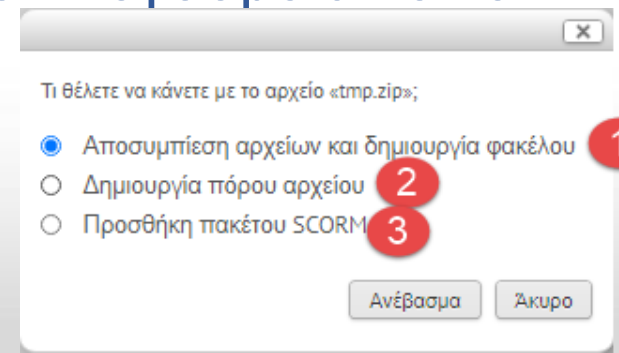 Τι θέλετε να κάνετε με το αρχείο «tmp.zip»;
Αποσυμπίεση αρχείων και δημιουργία φακέλου 1
Δημιουργία πόρου αρχείου 2
Προσθήκη πακέτου SCORM 3
Ανέβασμα Άκυρο